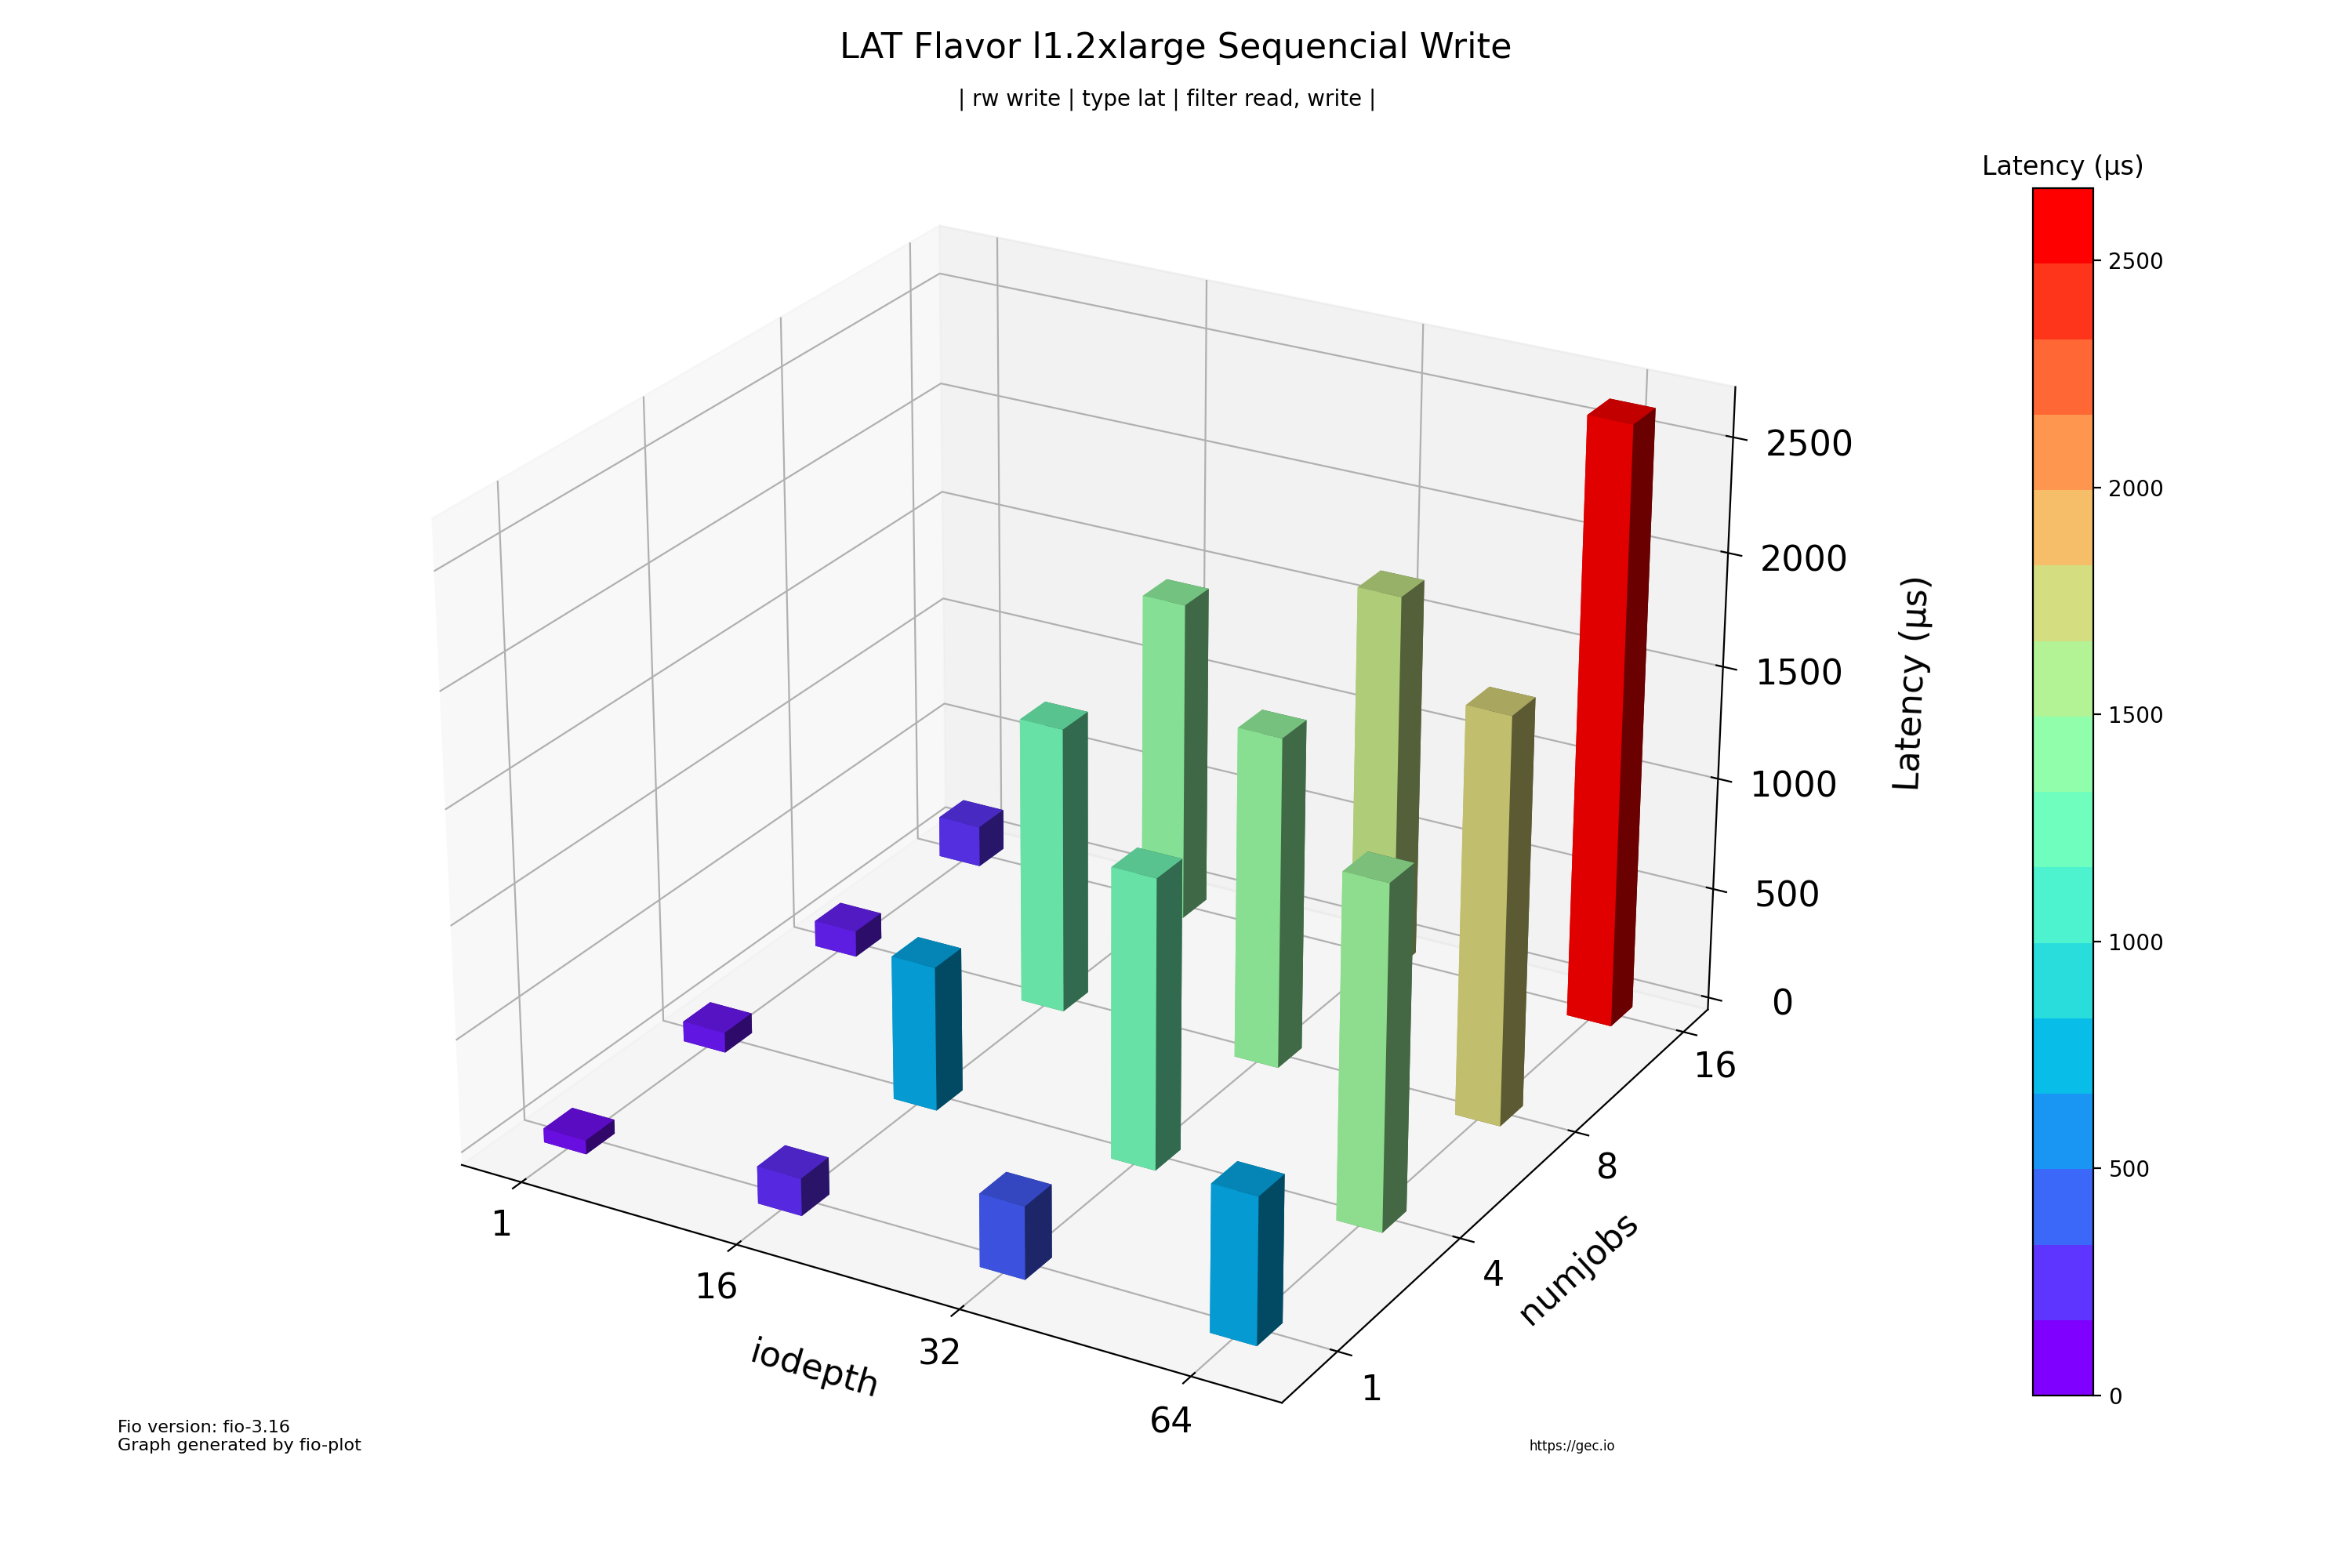 LAT Flavor l1.2xlarge Sequencial Write
| rw write | type lat | filter read, write |
Latency (µs)
2500
2000
1500
1000
500
0
2500
2000
1500
1000
500
0
Latency (µs)
16
8
4
1
numjobs
1
16
32
64
iodepth
Fio version: fio-3.16
Graph generated by fio-plot
https://gec.io